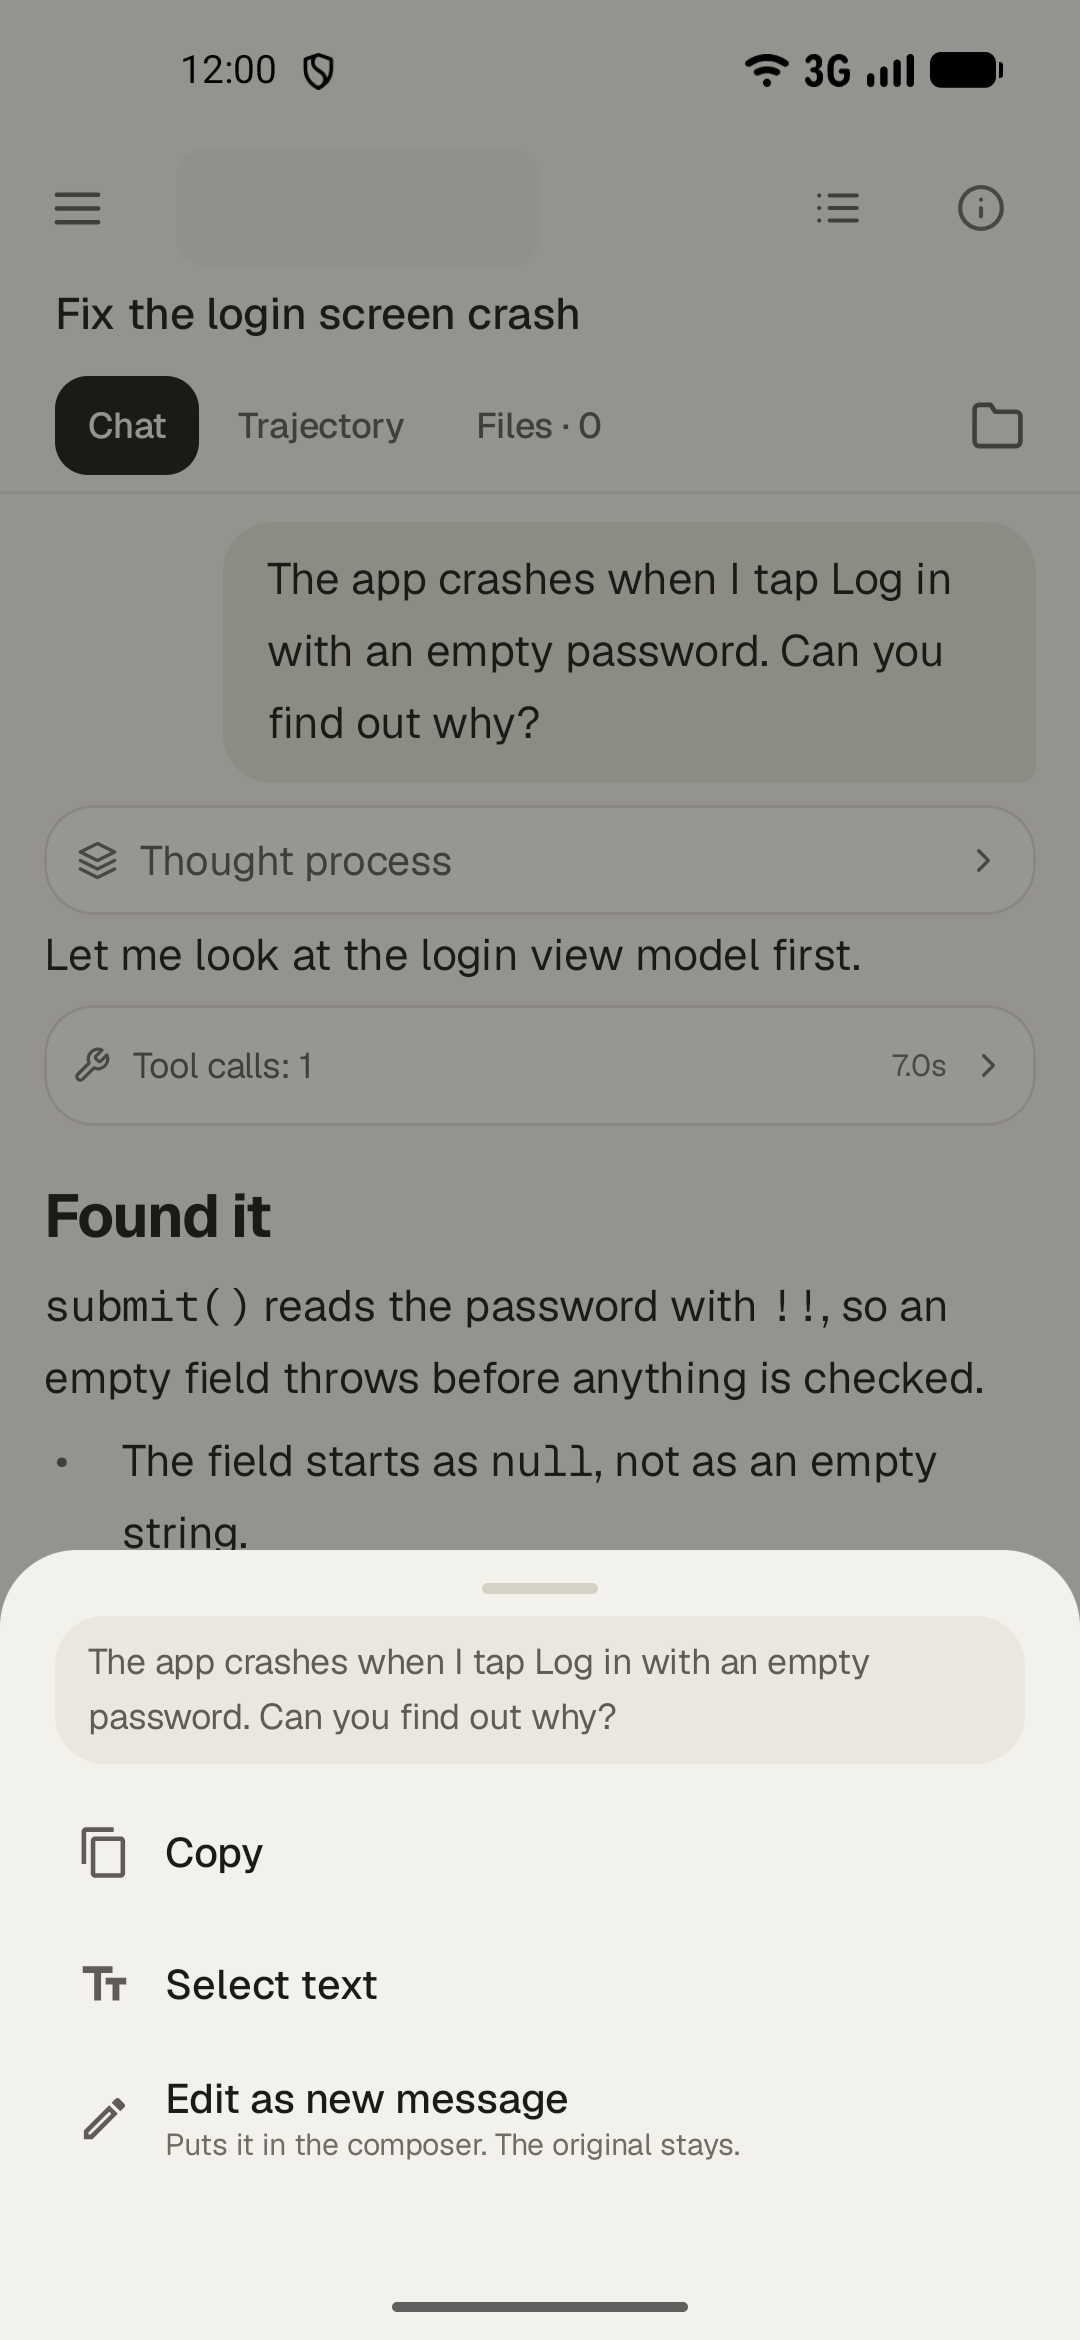 12:00 3G
Fix the login screen crash
Chat Trajectory Files · 0
The app crashes when I tap Log in
with an empty password. Can you
find out why?
Thought process
Let me look at the login view model first.
Tool calls: 1 7.0s
Found it
submit() reads the password with !!, so an
empty field throws before anything is checked.
• The field starts as null, not as an empty
string.
The app crashes when I tap Log in with an empty
password. Can you find out why?
Copy
Select text
Edit as new message
Puts it in the composer. The original stays.